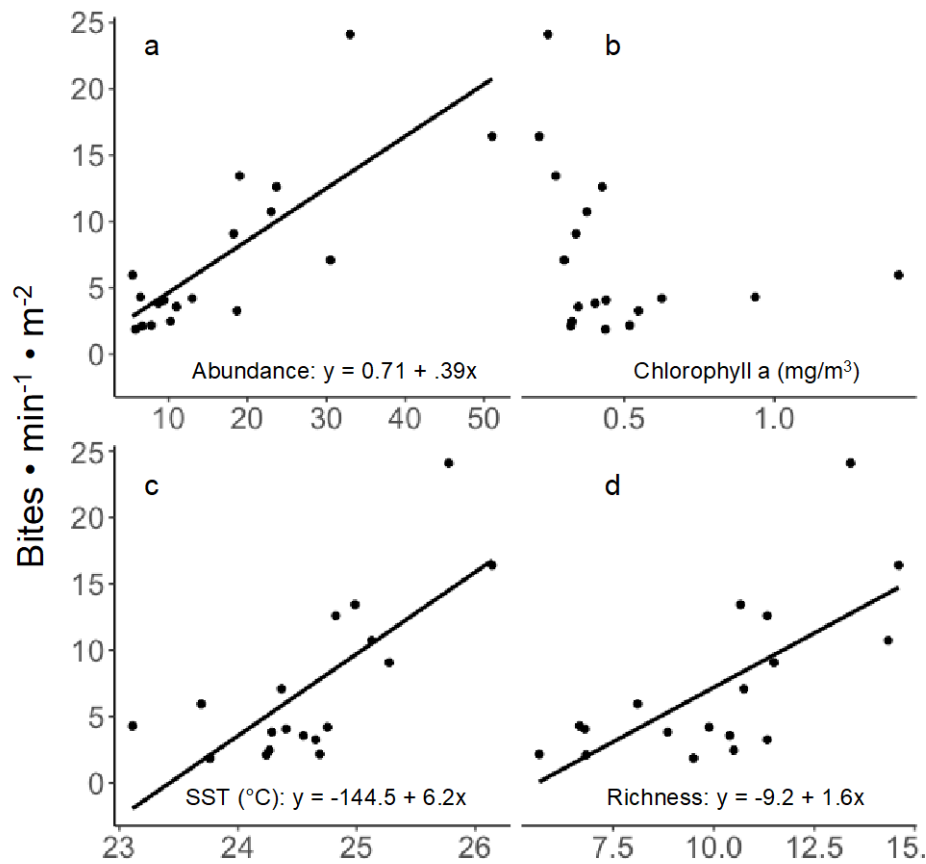 a
b
25
20
15
10
5
0
Abundance: y = 0.71 + .39x
Chlorophyll a (mg/m³)
10 20 30 40 50
0.5 1.0
Bites • min⁻¹ • m⁻²
c
d
25
20
15
10
5
0
SST (°C): y = -144.5 + 6.2x
Richness: y = -9.2 + 1.6x
23 24 25 26
7.5 10.0 12.5 15.